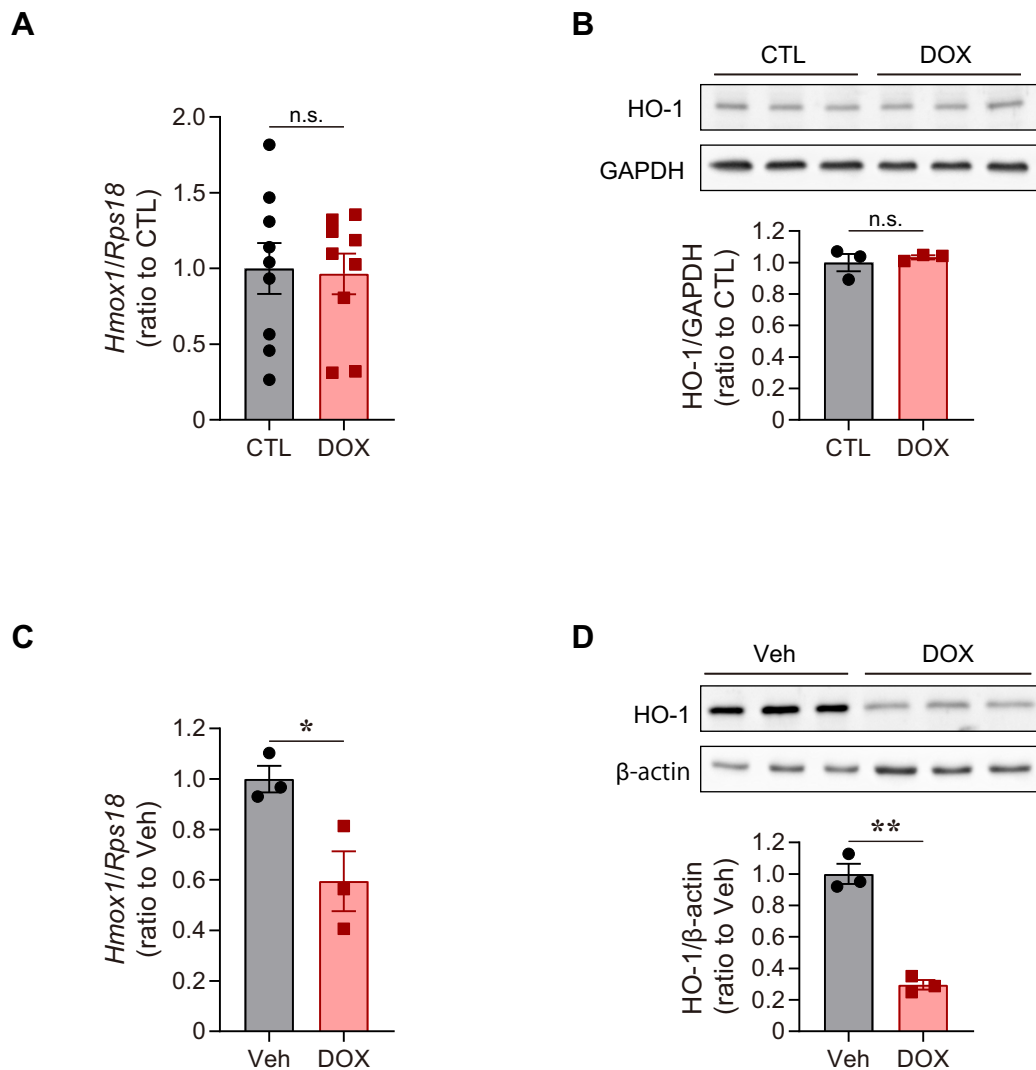 A
Hmox1/Rps18
(ratio to CTL)
2.0
1.5
1.0
0.5
0
n.s.
CTL DOX
B
CTL DOX
HO-1
GAPDH
HO-1/GAPDH
(ratio to CTL)
1.2
1.0
0.8
0.6
0.4
0.2
0
n.s.
CTL DOX
C
Hmox1/Rps18
(ratio to Veh)
1.2
1.0
0.8
0.6
0.4
0.2
0
*
Veh DOX
D
Veh DOX
HO-1
β-actin
HO-1/β-actin
(ratio to Veh)
1.2
1.0
0.8
0.6
0.4
0.2
0
**
Veh DOX